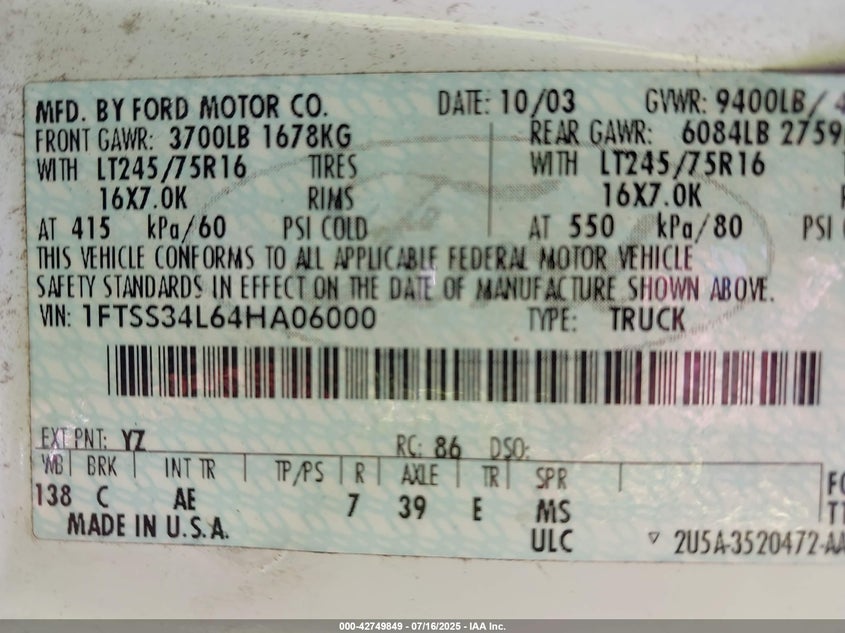 MFD. BY FORD MOTOR CO. DATE: 10/03 GVWR: 9400LB/ 4
FRONT GAWR: 3700LB 1678KG REAR GAWR: 6084LB 2759
WITH LT245/75R16 TIRES WITH LT245/75R16
16X7.0K RIMS 16X7.0K
AT 415 kPa/60 PSI COLD AT 550 kPa/80 PSI
THIS VEHICLE CONFORMS TO ALL APPLICABLE FEDERAL MOTOR VEHICLE
SAFETY STANDARDS IN EFFECT ON THE DATE OF MANUFACTURE SHOWN ABOVE.
VIN: 1FTSS34L64HA06000 TYPE: TRUCK
EXT PNT: YZ RC: 86 DSO:
WB BRK INT TR TP/PS R AXLE TR SPR
138 C AE 7 39 E MS
MADE IN U.S.A. ULC 2U5A-3520472-AA
000-42749849 - 07/16/2025 - IAA Inc.